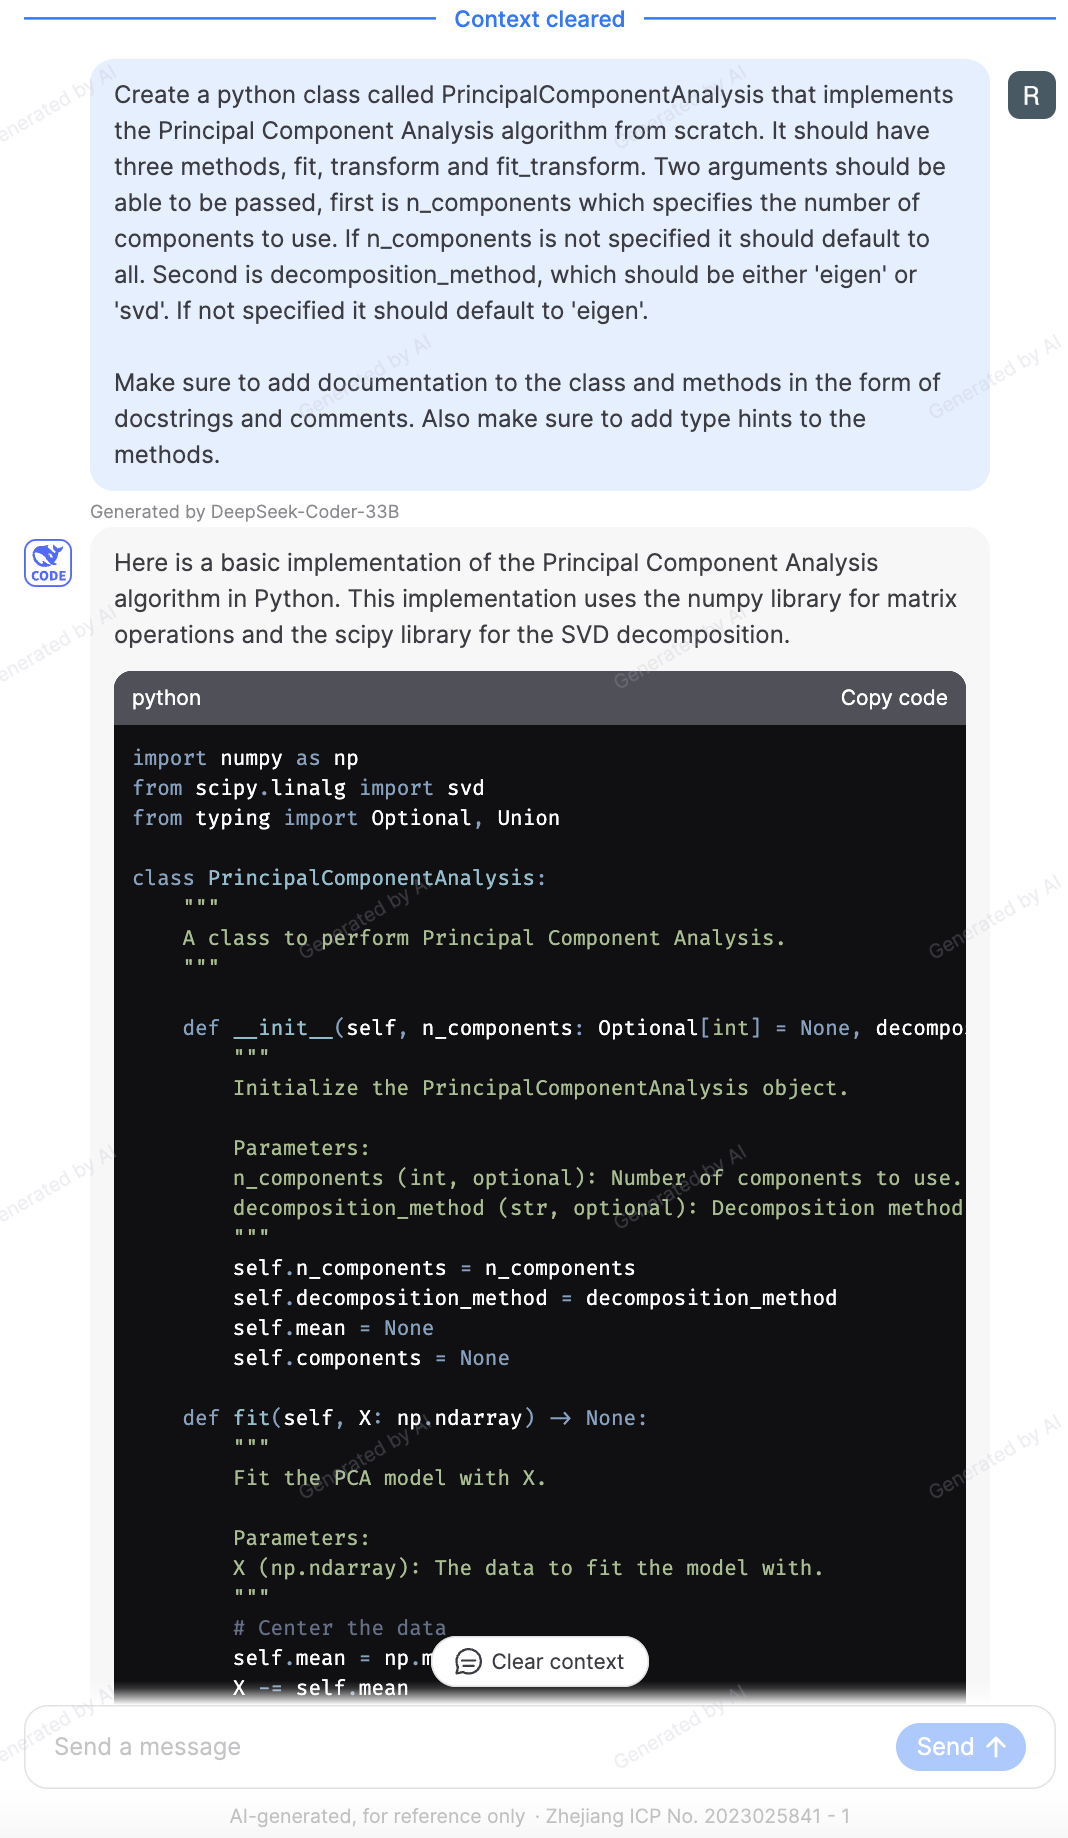 Context cleared
Create a python class called PrincipalComponentAnalysis that implements
the Principal Component Analysis algorithm from scratch. It should have
three methods, fit, transform and fit_transform. Two arguments should be
able to be passed, first is n_components which specifies the number of
components to use. If n_components is not specified it should default to
all. Second is decomposition_method, which should be either 'eigen' or
'svd'. If not specified it should default to 'eigen'.
Make sure to add documentation to the class and methods in the form of
docstrings and comments. Also make sure to add type hints to the
methods.
R
Generated by DeepSeek-Coder-33B
CODE
Here is a basic implementation of the Principal Component Analysis
algorithm in Python. This implementation uses the numpy library for matrix
operations and the scipy library for the SVD decomposition.
python Copy code
import numpy as np
from scipy.linalg import svd
from typing import Optional, Union
class PrincipalComponentAnalysis:
"""
A class to perform Principal Component Analysis.
"""
def __init__(self, n_components: Optional[int] = None, decompo
"""
Initialize the PrincipalComponentAnalysis object.
Parameters:
n_components (int, optional): Number of components to use.
decomposition_method (str, optional): Decomposition method
"""
self.n_components = n_components
self.decomposition_method = decomposition_method
self.mean = None
self.components = None
def fit(self, X: np.ndarray) → None:
"""
Fit the PCA model with X.
Parameters:
X (np.ndarray): The data to fit the model with.
"""
# Center the data
self.mean = np.m
X -= self.mean
Clear context
Send a message
Send ↑
AI-generated, for reference only · Zhejiang ICP No. 2023025841 - 1
Generated by AI